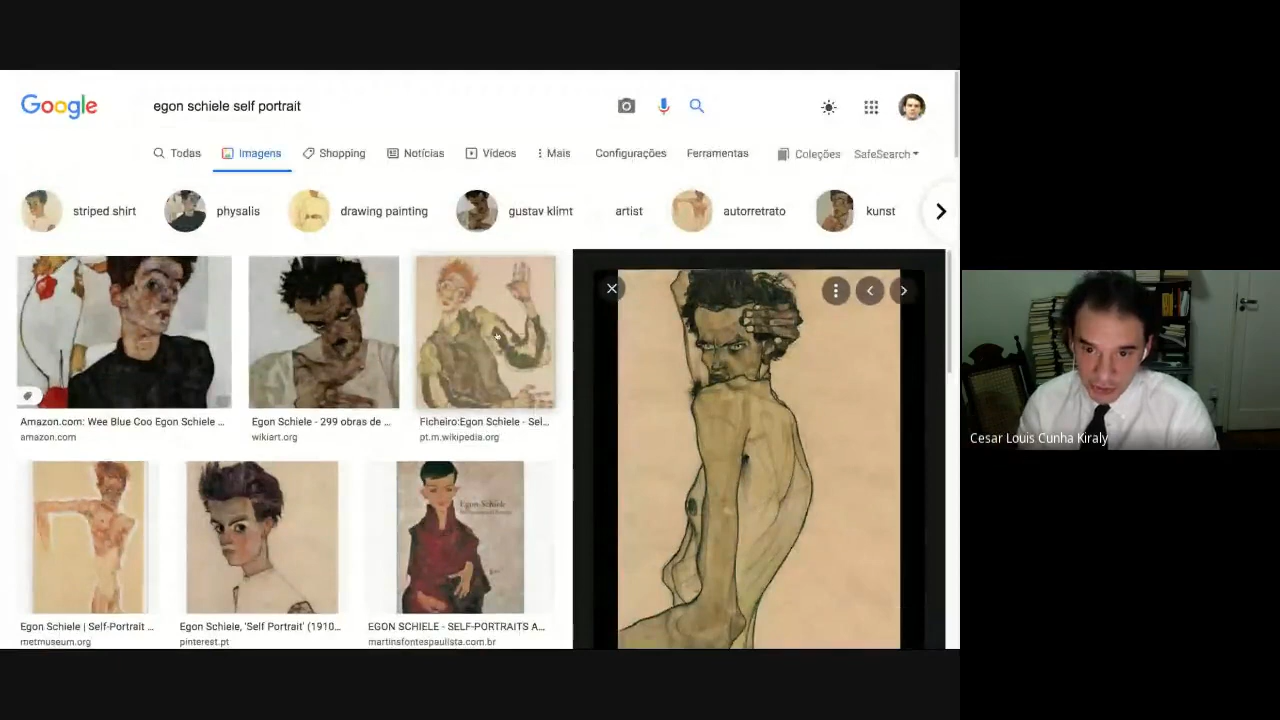 Google
egon schiele self portrait
Todas
Imagens
Shopping
Notícias
Vídeos
Mais
Configurações
Ferramentas
Coleções
SafeSearch
striped shirt
physalis
drawing painting
gustav klimt
artist
autorretrato
kunst
Amazon.com: Wee Blue Coo Egon Schiele ...
amazon.com
Egon Schiele - 299 obras de ...
wikiart.org
Ficheiro:Egon Schiele - Sel...
pt.m.wikipedia.org
Egon Schiele
Egon Schiele | Self-Portrait ...
metmuseum.org
Egon Schiele, 'Self Portrait' (1910...
pinterest.pt
EGON SCHIELE - SELF-PORTRAITS A...
martinsfontespaulista.com.br
Cesar Louis Cunha Kiraly